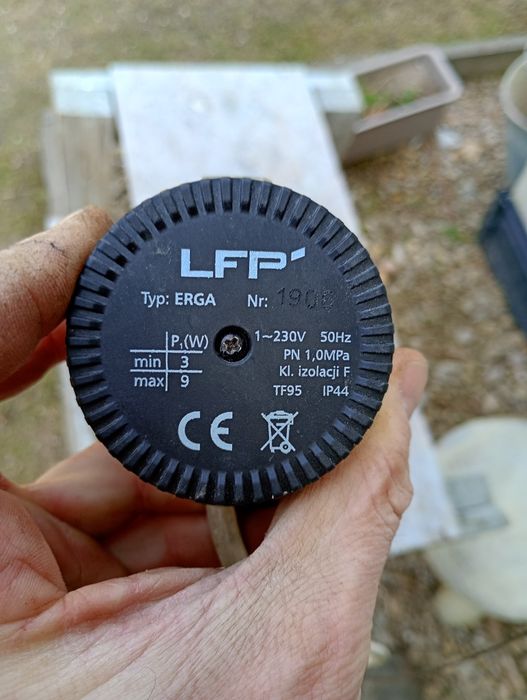 LFP
Typ: ERGA Nr: 1906
P₁(W)
min 3
max 9
1~230V 50Hz
PN 1,0MPa
Kl. izolacji F
TF95 IP44
CE